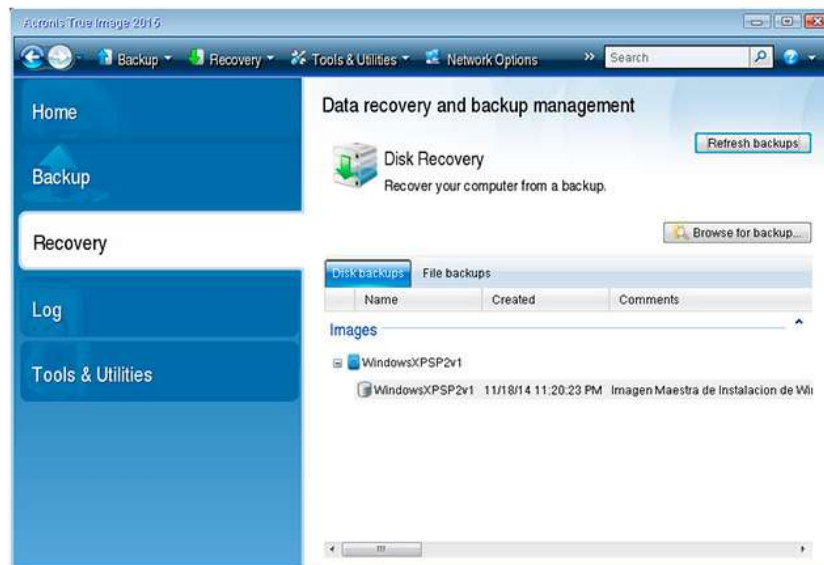 Acronis True Image 2015
Backup Recovery Tools & Utilities Network Options » Search
Home
Backup
Recovery
Log
Tools & Utilities
Data recovery and backup management
Refresh backups
Disk Recovery
Recover your computer from a backup.
Browse for backup...
Disk backups File backups
Name Created Comments
Images
WindowsXPSP2v1
WindowsXPSP2v1 11/18/14 11:20:23 PM Imagen Maestra de Instalacion de Wi